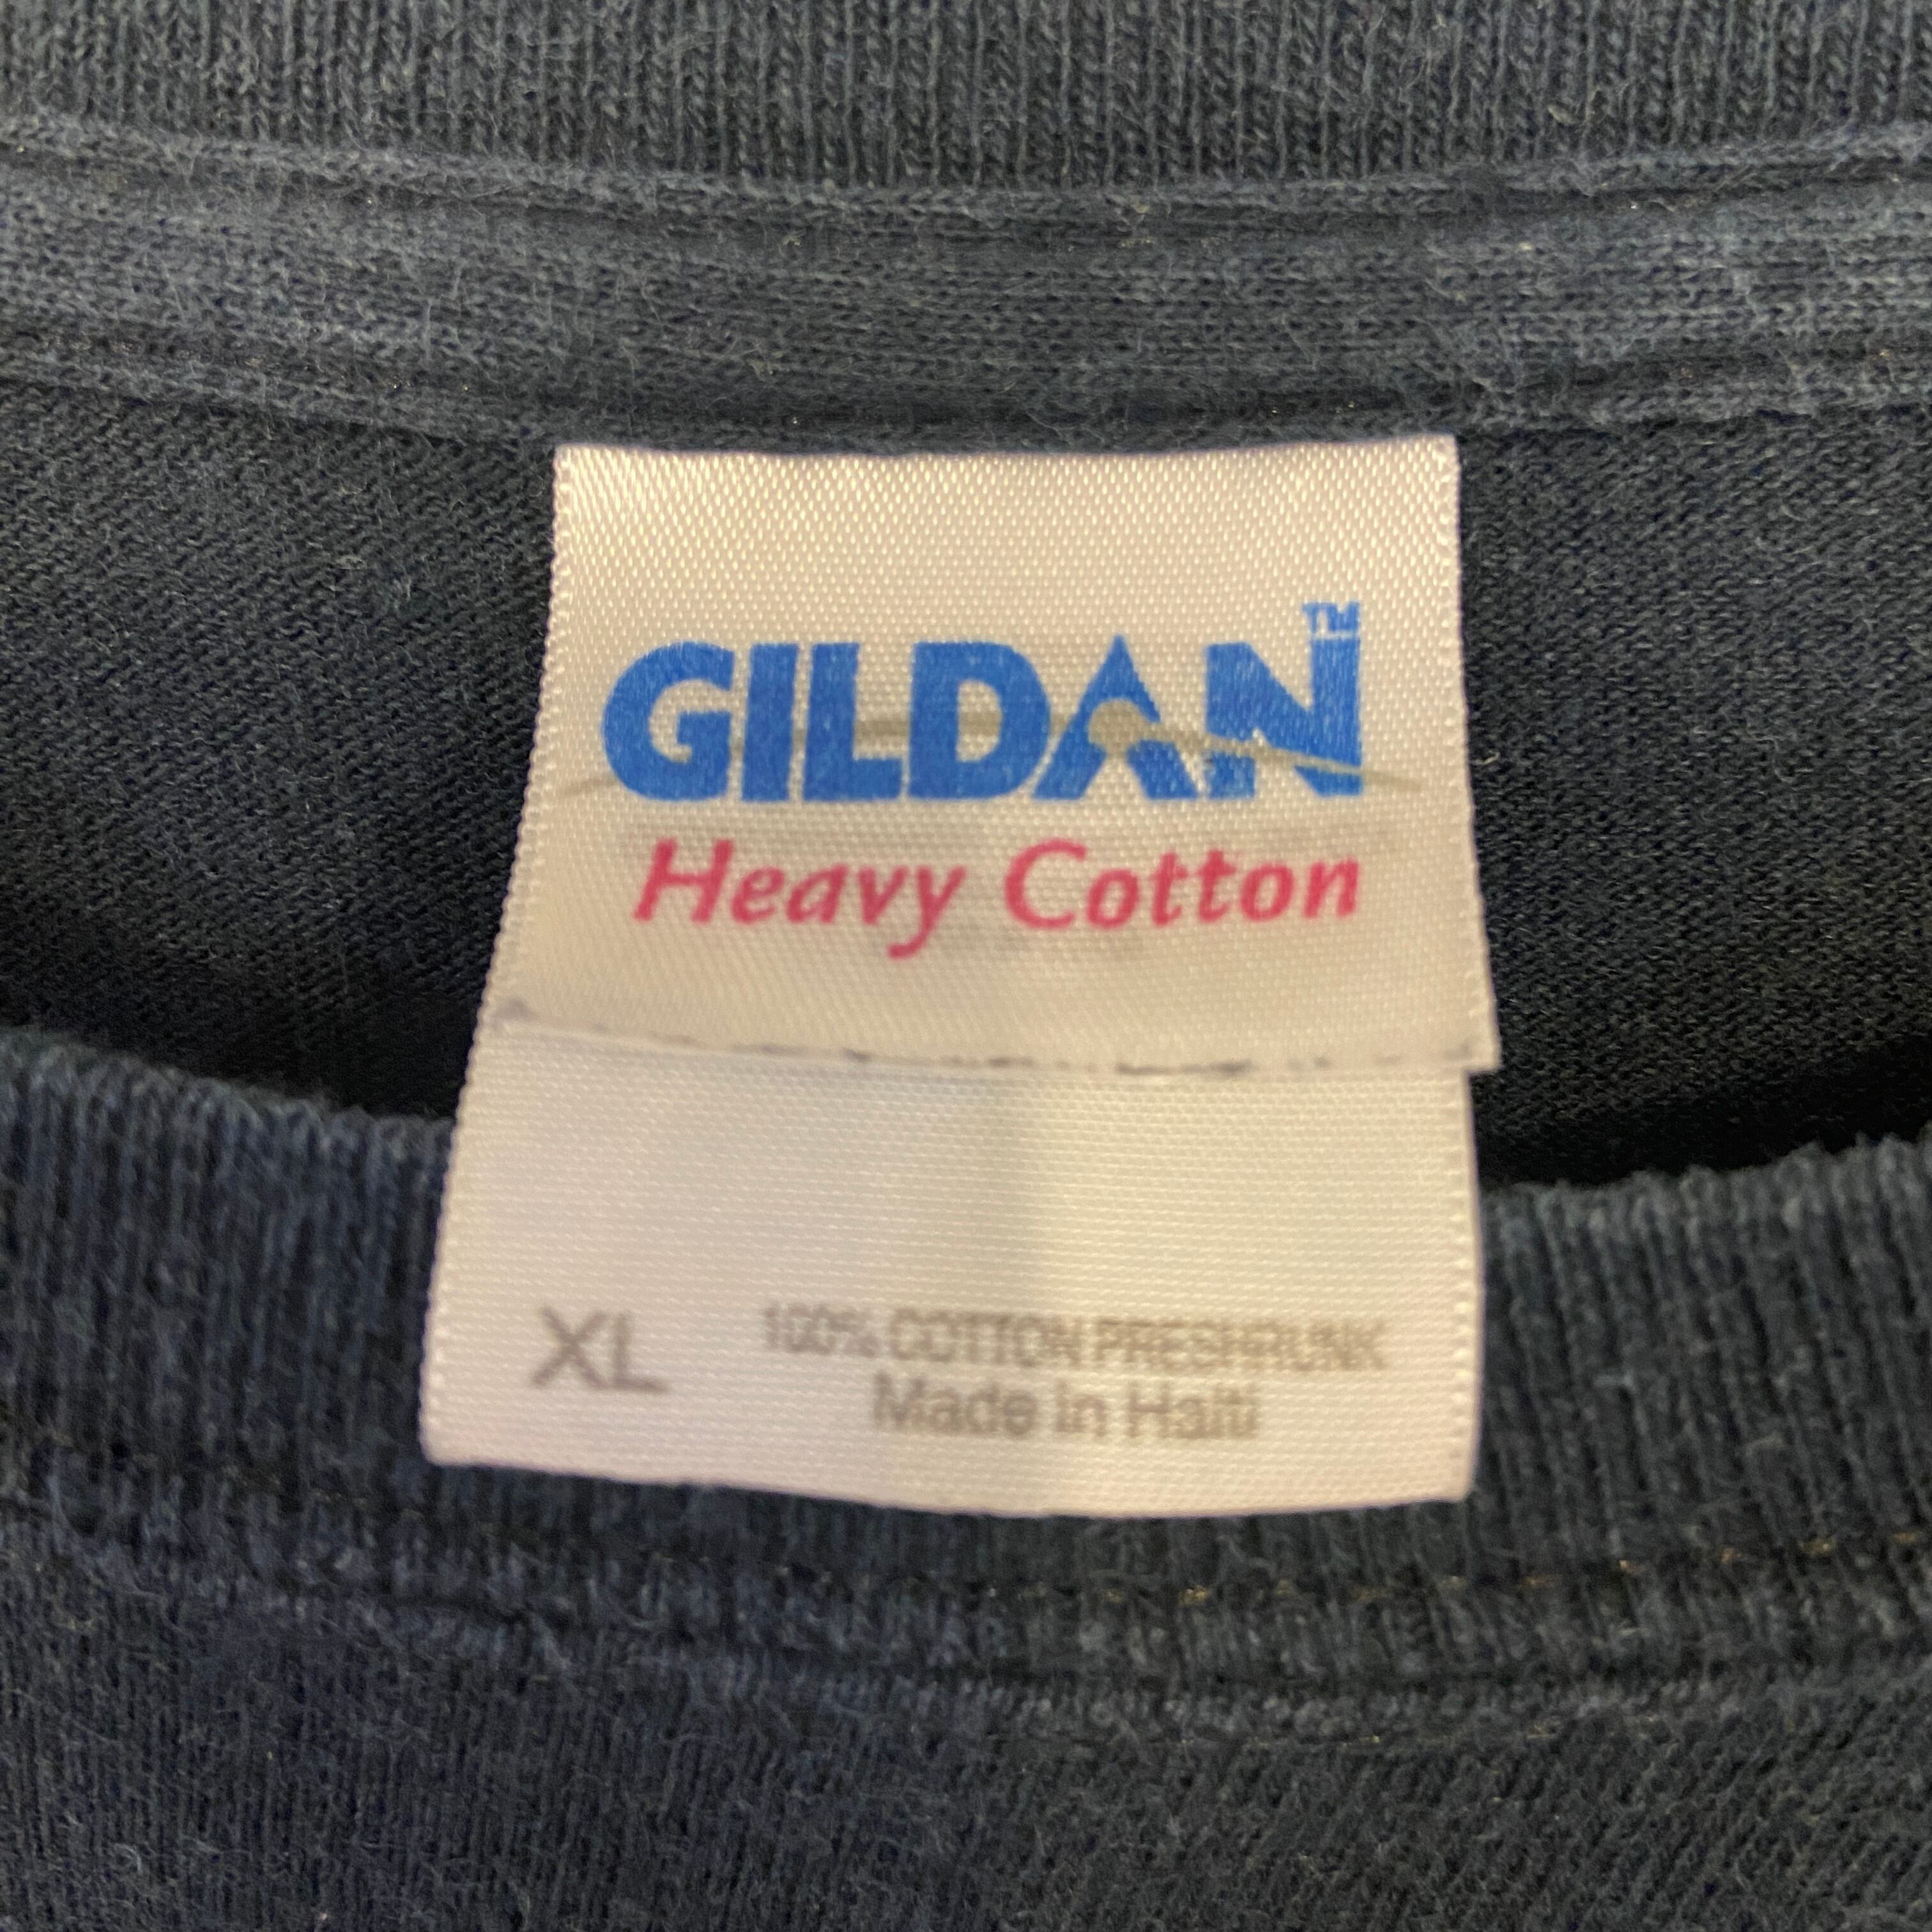 GILDAN™
Heavy Cotton
XL
100% COTTON PRESHRUNK
Made in Haiti